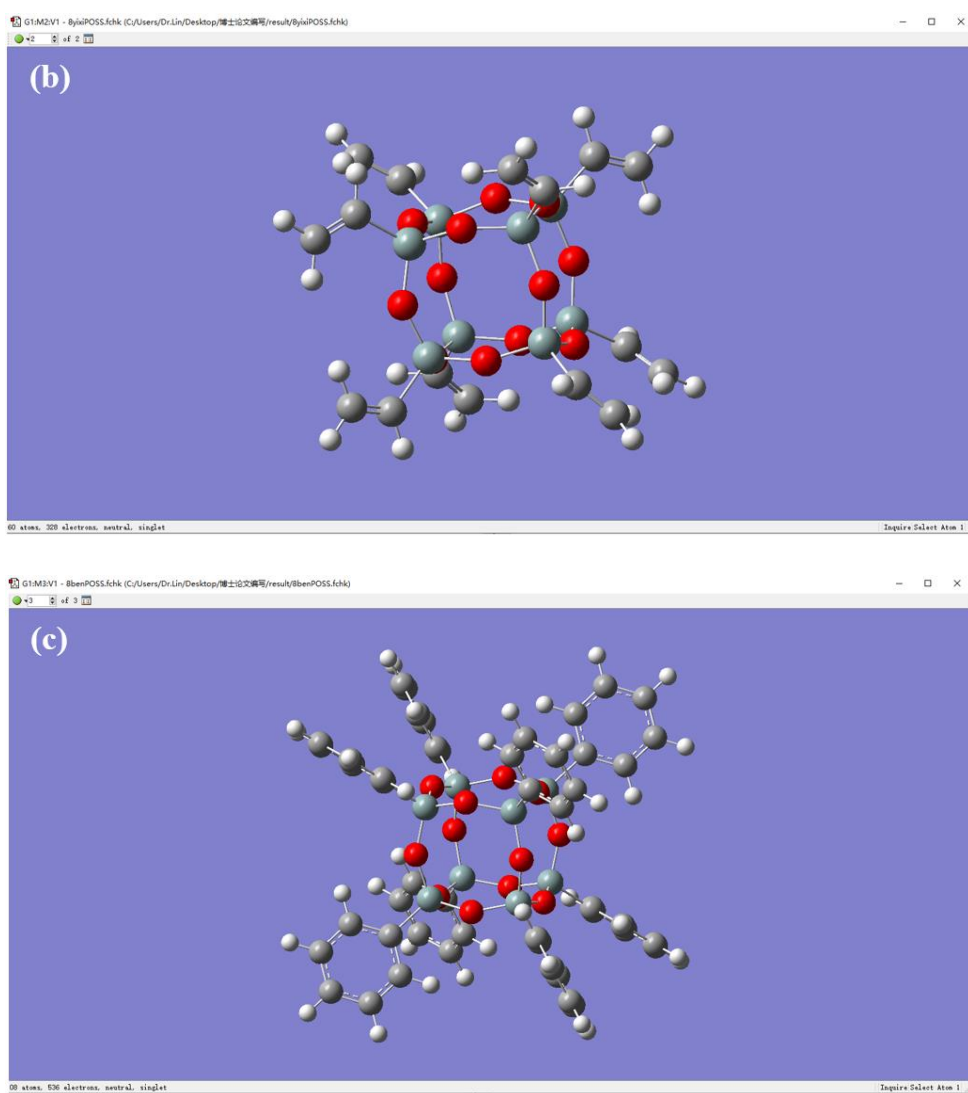 G1:M2:V1 - 8yixiPOSS.fchk (C:/Users/Dr.Lin/Desktop/博士论文编写/result/8yixiPOSS.fchk)
2 of 2
(b)
60 atoms, 328 electrons, neutral, singlet
Inquire Select Atom 1
G1:M3:V1 - 8benPOSS.fchk (C:/Users/Dr.Lin/Desktop/博士论文编写/result/8benPOSS.fchk)
3 of 3
(c)
08 atoms, 536 electrons, neutral, singlet
Inquire Select Atom 1